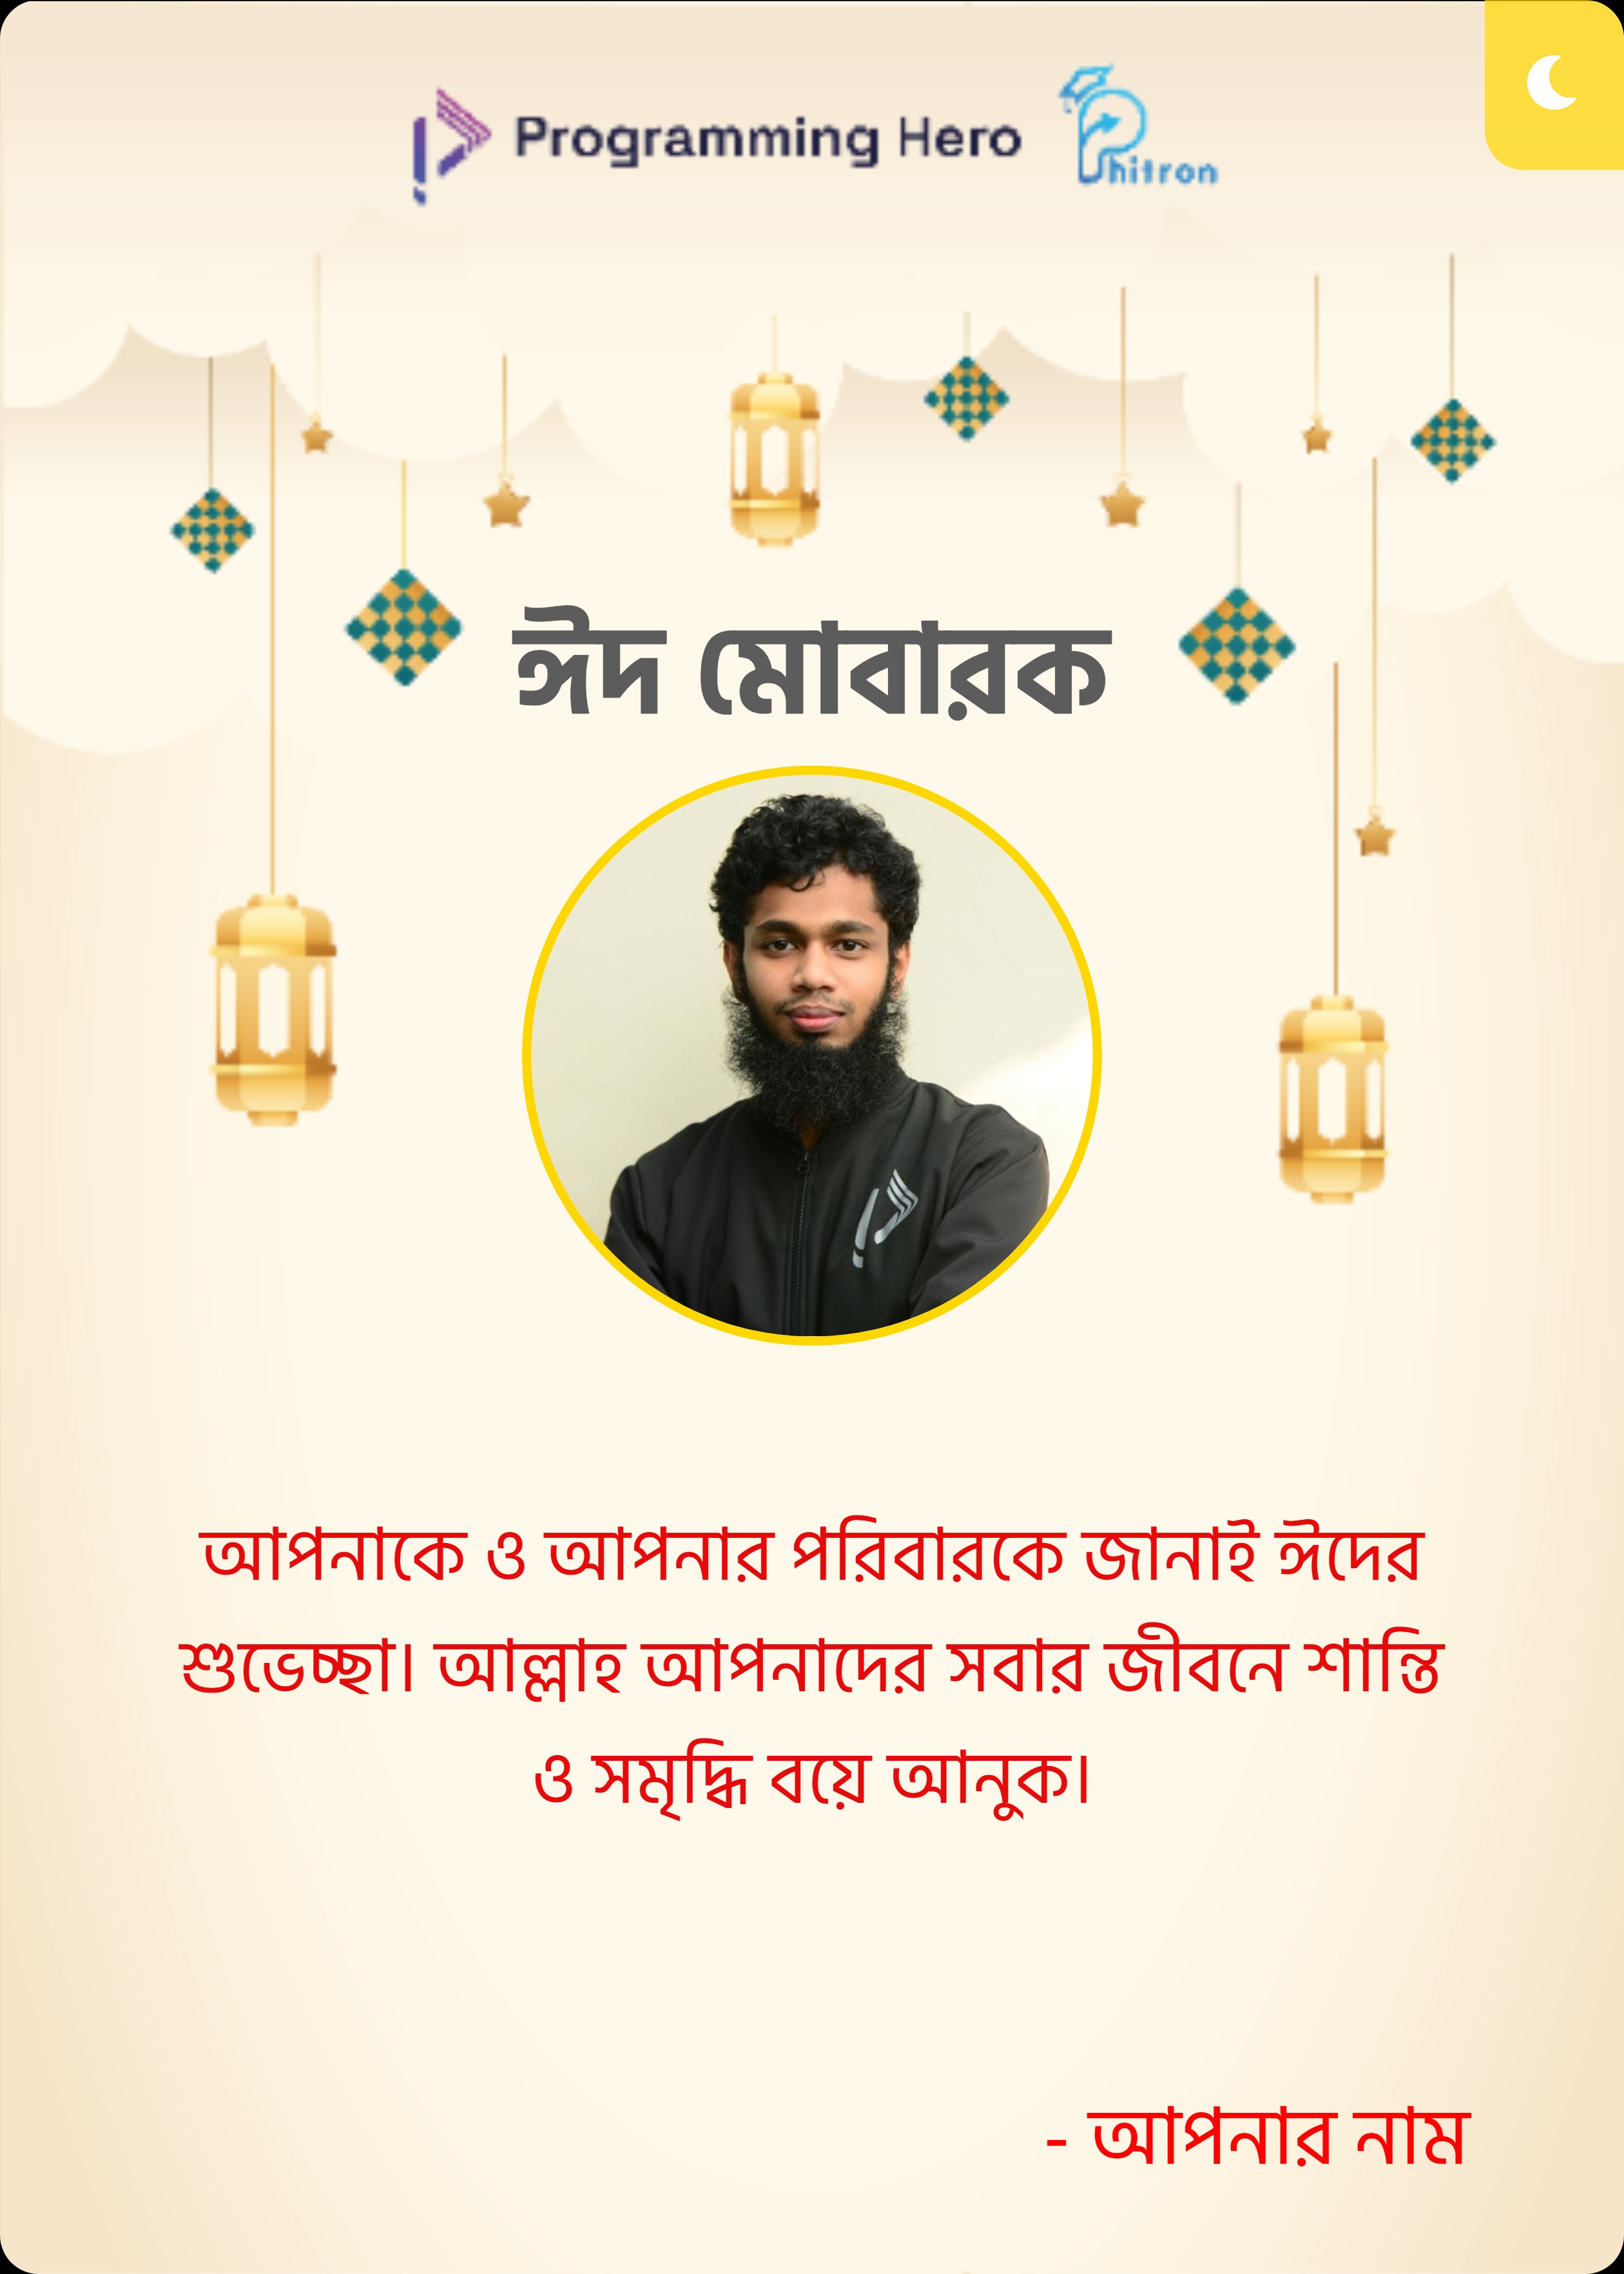 Programming Hero
Phitron
ঈদ মোবারক
আপনাকে ও আপনার পরিবারকে জানাই ঈদের
শুভেচ্ছা। আল্লাহ আপনাদের সবার জীবনে শান্তি
ও সমৃদ্ধি বয়ে আনুক।
- আপনার নাম